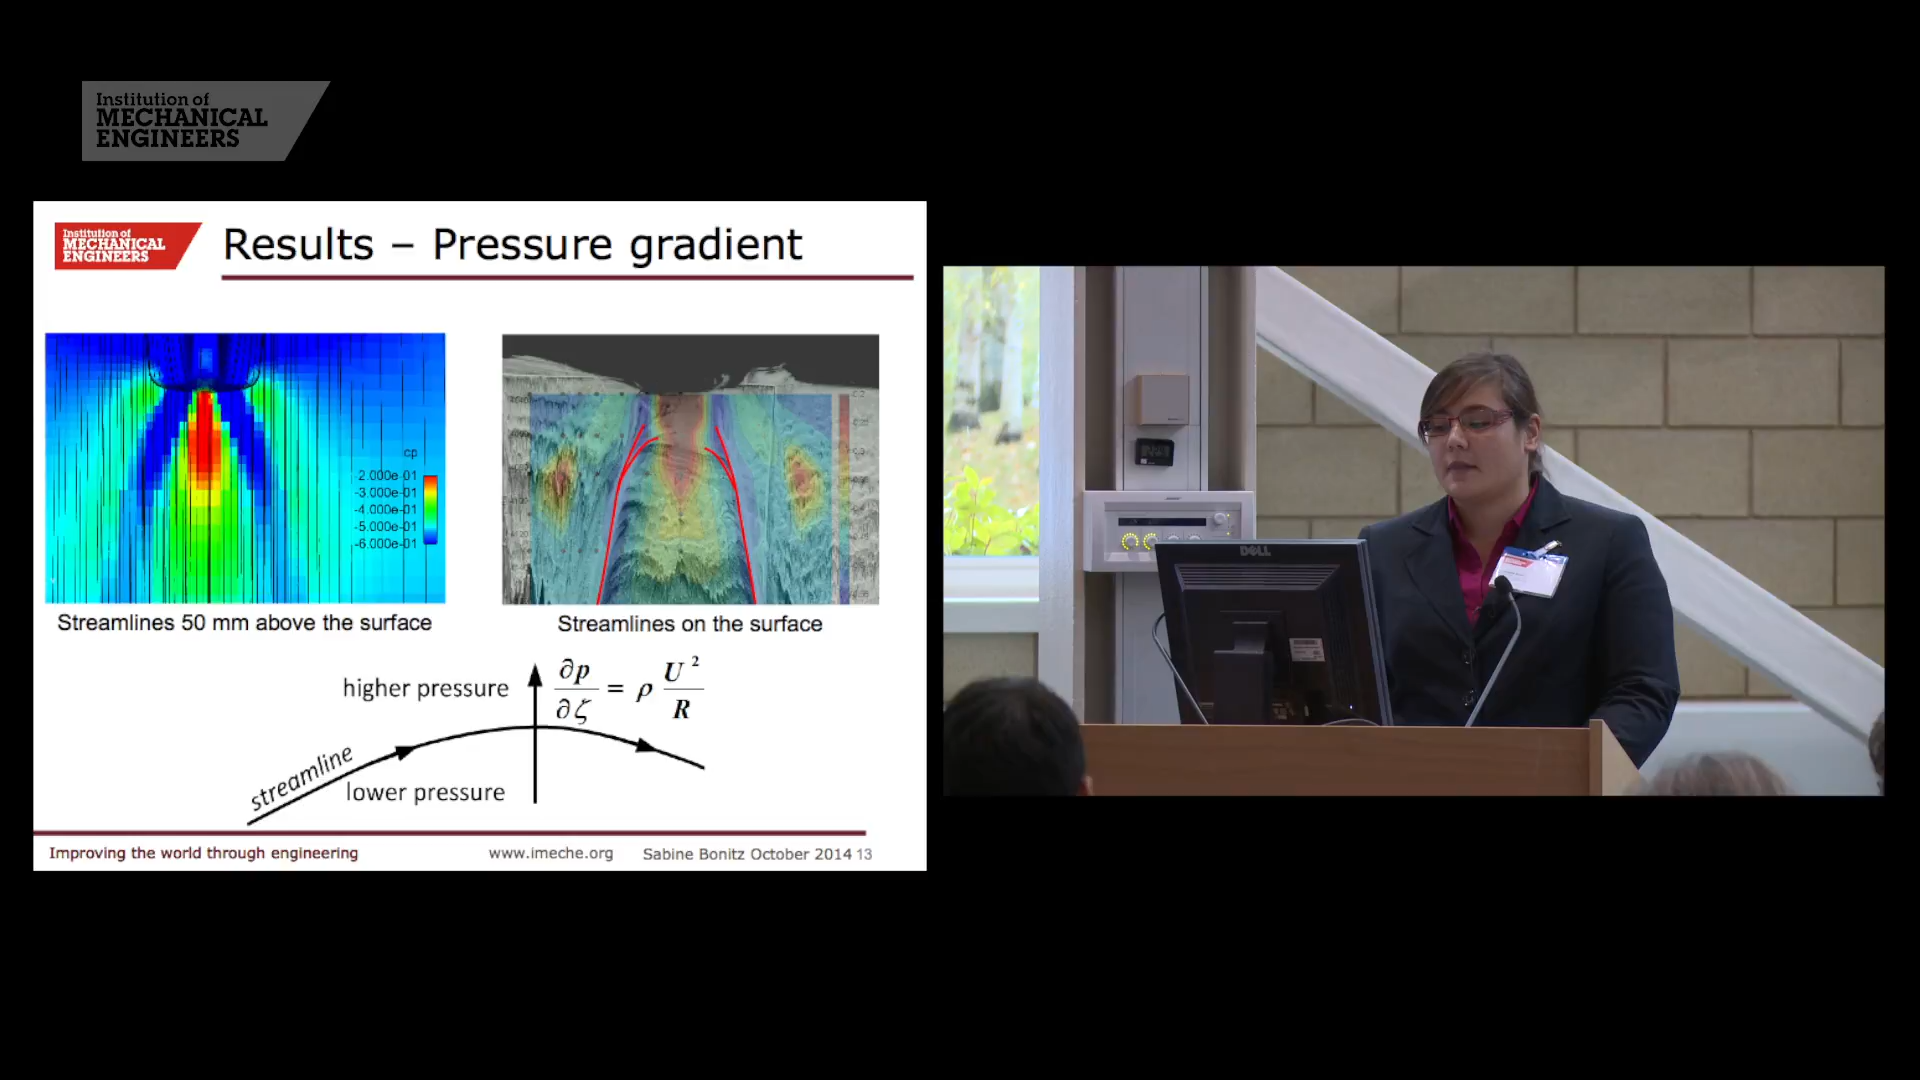 Institution of
MECHANICAL
ENGINEERS
Institution of
MECHANICAL
ENGINEERS
Results – Pressure gradient
cp
2.000e-01
-3.000e-01
-4.000e-01
-5.000e-01
-6.000e-01
Streamlines 50 mm above the surface
Streamlines on the surface
higher pressure
∂p/∂ζ = ρ U²/R
streamline
lower pressure
Improving the world through engineering
www.imeche.org
Sabine Bonitz October 2014 13
DELL